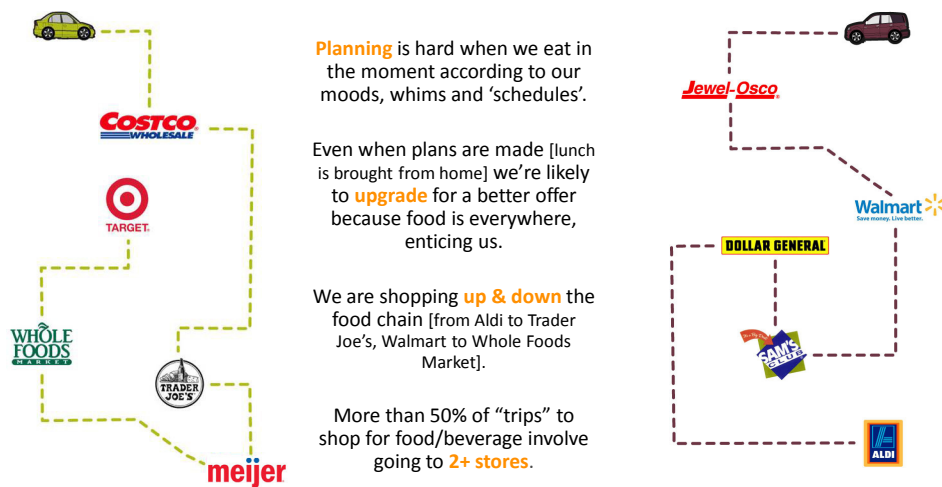 COSTCO
WHOLESALE
TARGET
WHOLE
FOODS
MARKET
TRADER
JOE'S
meijer
Planning is hard when we eat in
the moment according to our
moods, whims and ‘schedules’.
Even when plans are made [lunch
is brought from home] we’re likely
to upgrade for a better offer
because food is everywhere,
enticing us.
We are shopping up & down the
food chain [from Aldi to Trader
Joe’s, Walmart to Whole Foods
Market].
More than 50% of “trips” to
shop for food/beverage involve
going to 2+ stores.
Jewel-Osco
Walmart
Save money. Live better.
DOLLAR GENERAL
SAM'S
CLUB
ALDI